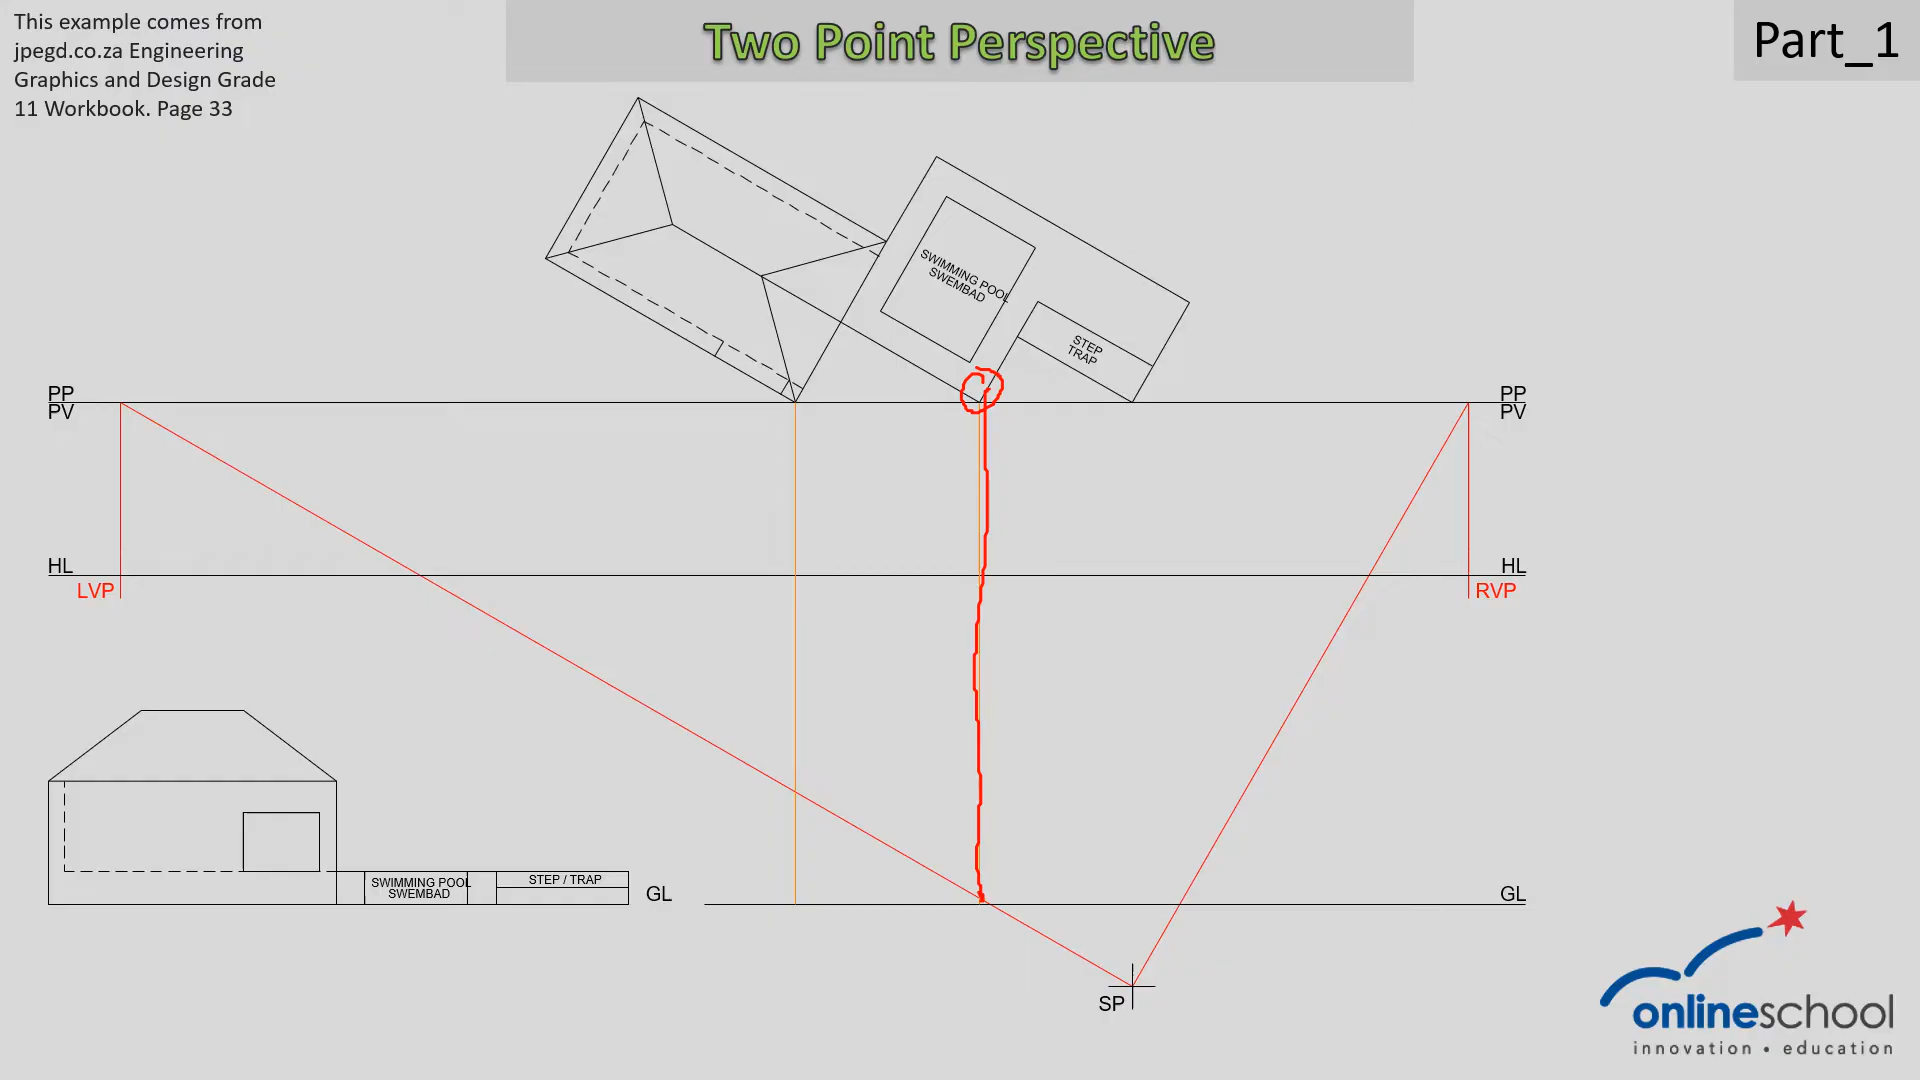 This example comes from
jpegd.co.za Engineering
Graphics and Design Grade
11 Workbook. Page 33
Two Point Perspective
Part_1
SWIMMING POOL
SWEMBAD
STEP
TRAP
PP
PV
PP
PV
HL
HL
LVP
RVP
SWIMMING POOL
SWEMBAD
STEP / TRAP
GL
GL
SP
onlineschool
innovation • education